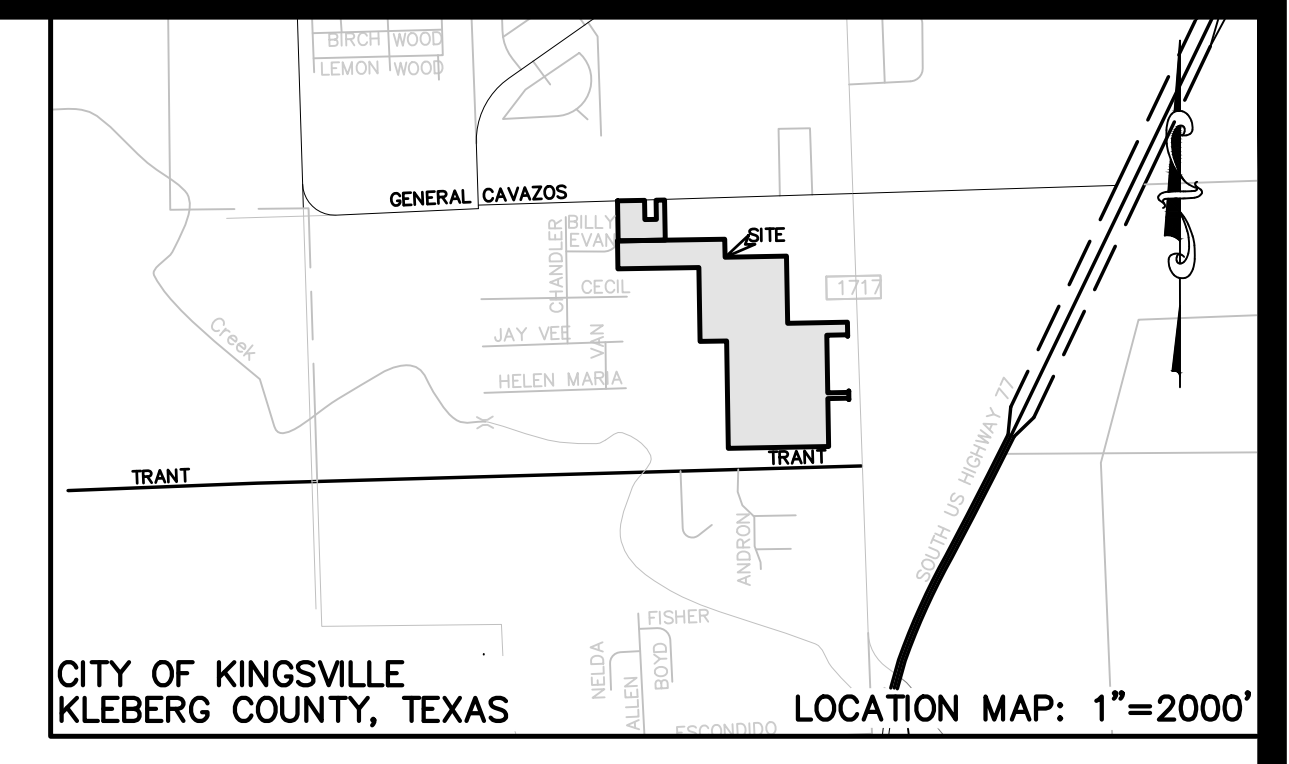 BIRCH WOOD
LEMON WOOD
GENERAL CAVAZOS
BILLY
EVAN
CHANDLER
SITE
CECIL
1717
JAY VEE
VAN
HELEN MARIA
Creek
SOUTH US HIGHWAY 77
TRANT
TRANT
ANDRON
FISHER
NELDA
BOYD
ALLEN
ESCONDIDO
CITY OF KINGSVILLE
KLEBERG COUNTY, TEXAS
LOCATION MAP: 1"=2000'